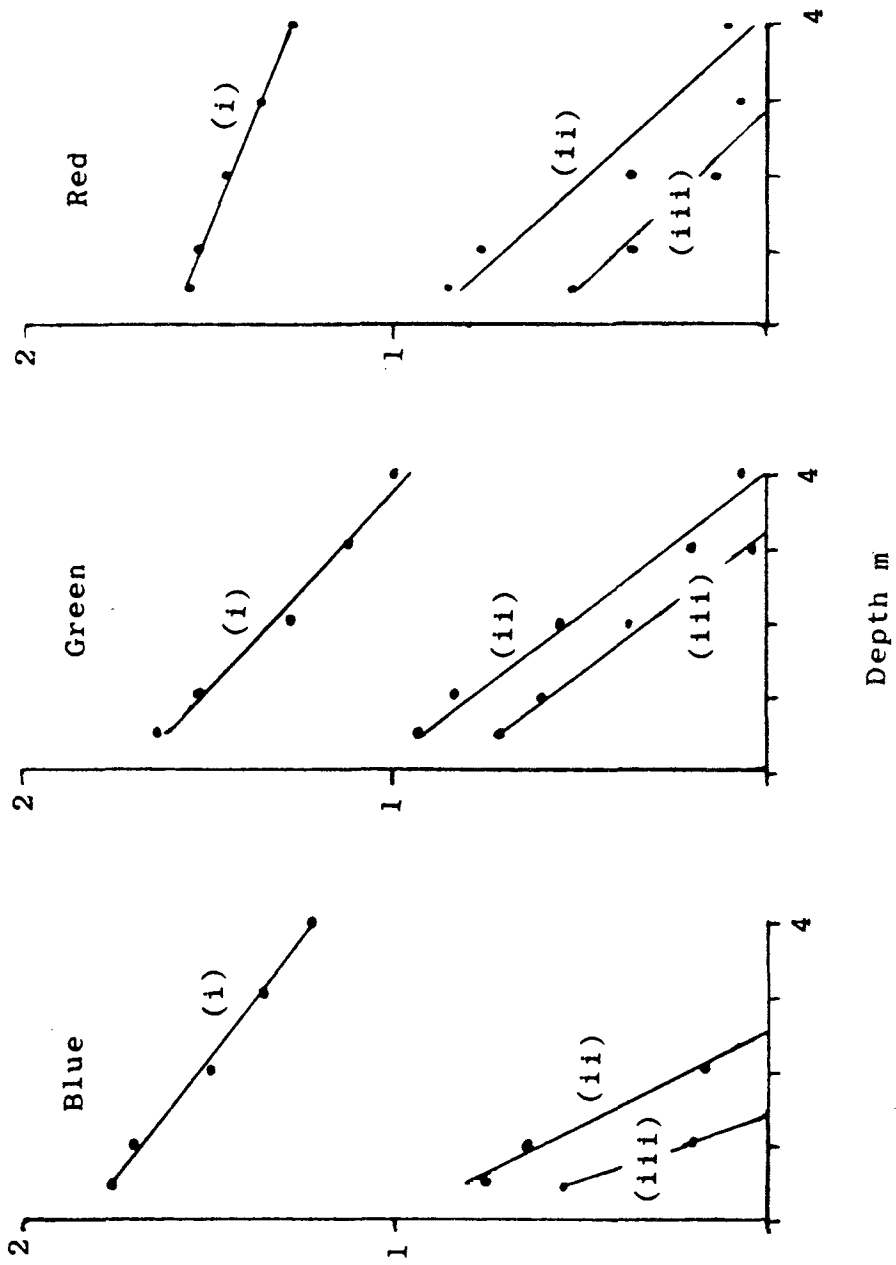 Blue
2
1
(i)
(ii)
(iii)
4
Green
2
1
(i)
(ii)
(iii)
4
Depth m
Red
2
1
(i)
(ii)
(iii)
4